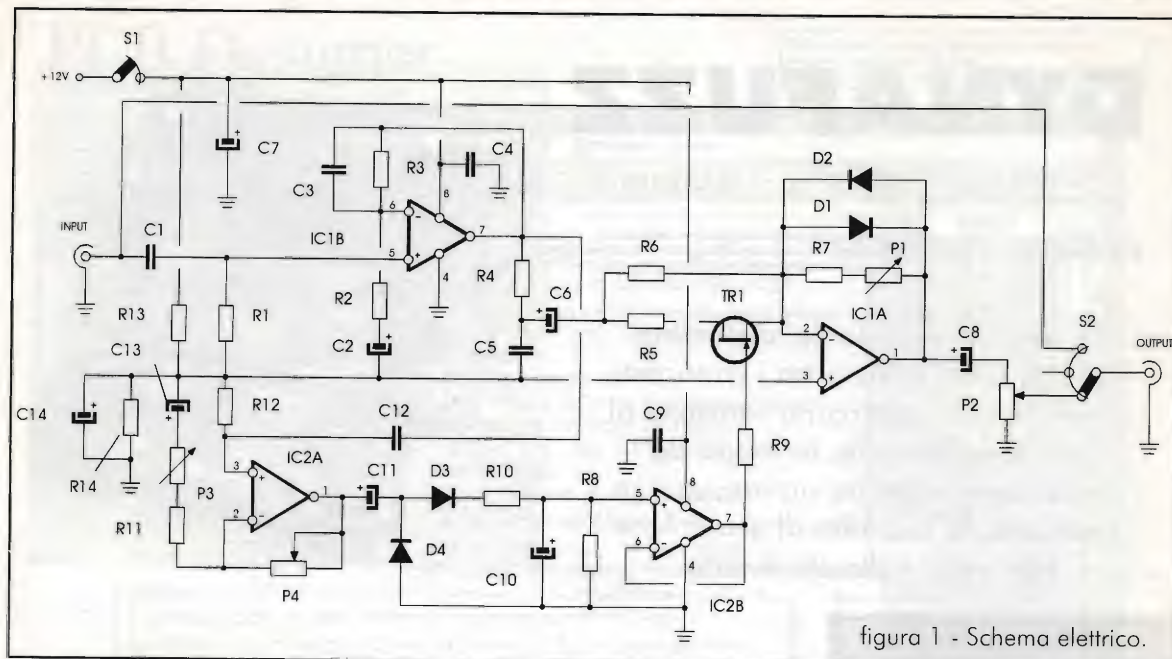 S1
+12V
C7
C3
R3
8
C4
D2
D1
6
7
5
4
IC1B
INPUT
C1
R4
R6
R7
P1
C6
TR1
IC1A
S2
R13
R1
R2
C2
C5
R5
2
1
3
C8
OUTPUT
C13
P2
C14
R12
C12
C9
R14
IC2A
C11
D3
R10
R8
R9
P3
3
1
2
8
5
7
6
4
R11
D4
C10
P4
IC2B
figura 1 - Schema elettrico.